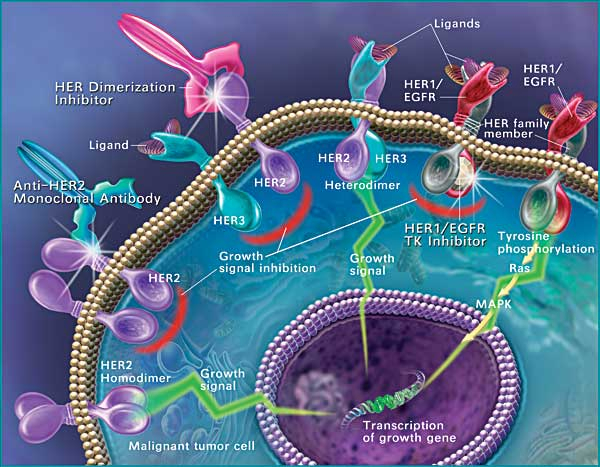 Ligands
HER Dimerization
Inhibitor
HER1/
EGFR
HER1/
EGFR
Ligand
HER family
member
HER2
HER2
HER3
Heterodimer
Anti-HER2
Monoclonal Antibody
HER3
HER1/EGFR
TK Inhibitor
Tyrosine
phosphorylation
Growth
signal inhibition
Growth
signal
Ras
HER2
MAPK
HER2
Homodimer
Growth
signal
Transcription
of growth gene
Malignant tumor cell